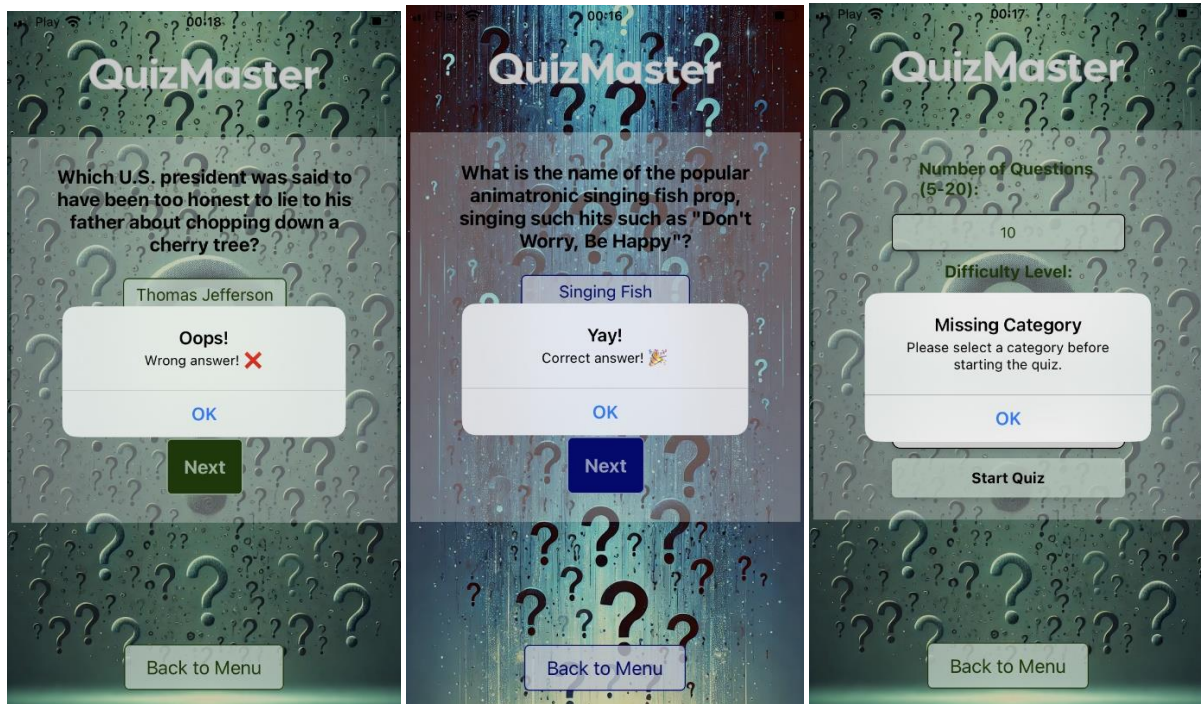 Play 00:18
QuizMaster
Which U.S. president was said to
have been too honest to lie to his
father about chopping down a
cherry tree?
Thomas Jefferson
Oops!
Wrong answer! ❌
OK
Next
Back to Menu
Play 00:16
QuizMaster
What is the name of the popular
animatronic singing fish prop,
singing such hits such as "Don't
Worry, Be Happy"?
Singing Fish
Yay!
Correct answer! 🎉
OK
Next
Back to Menu
Play 00:17
QuizMaster
Number of Questions
(5-20):
10
Difficulty Level:
Missing Category
Please select a category before
starting the quiz.
OK
Start Quiz
Back to Menu